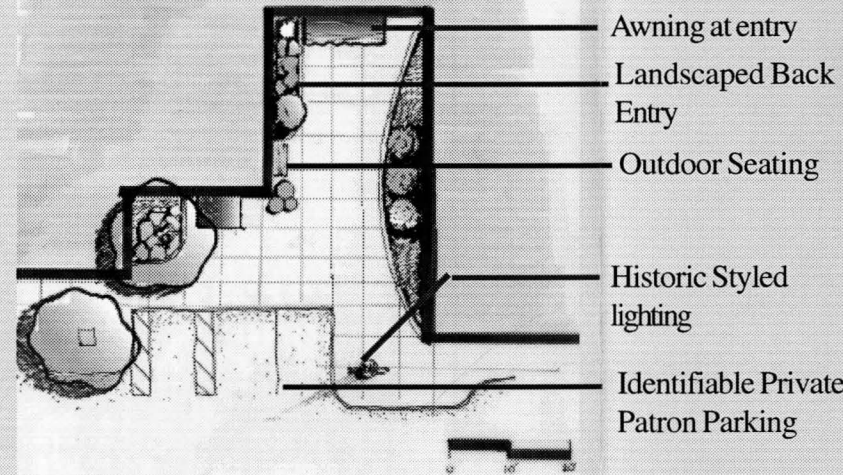 Awning at entry
Landscaped Back
Entry
Outdoor Seating
Historic Styled
lighting
Identifiable Private
Patron Parking